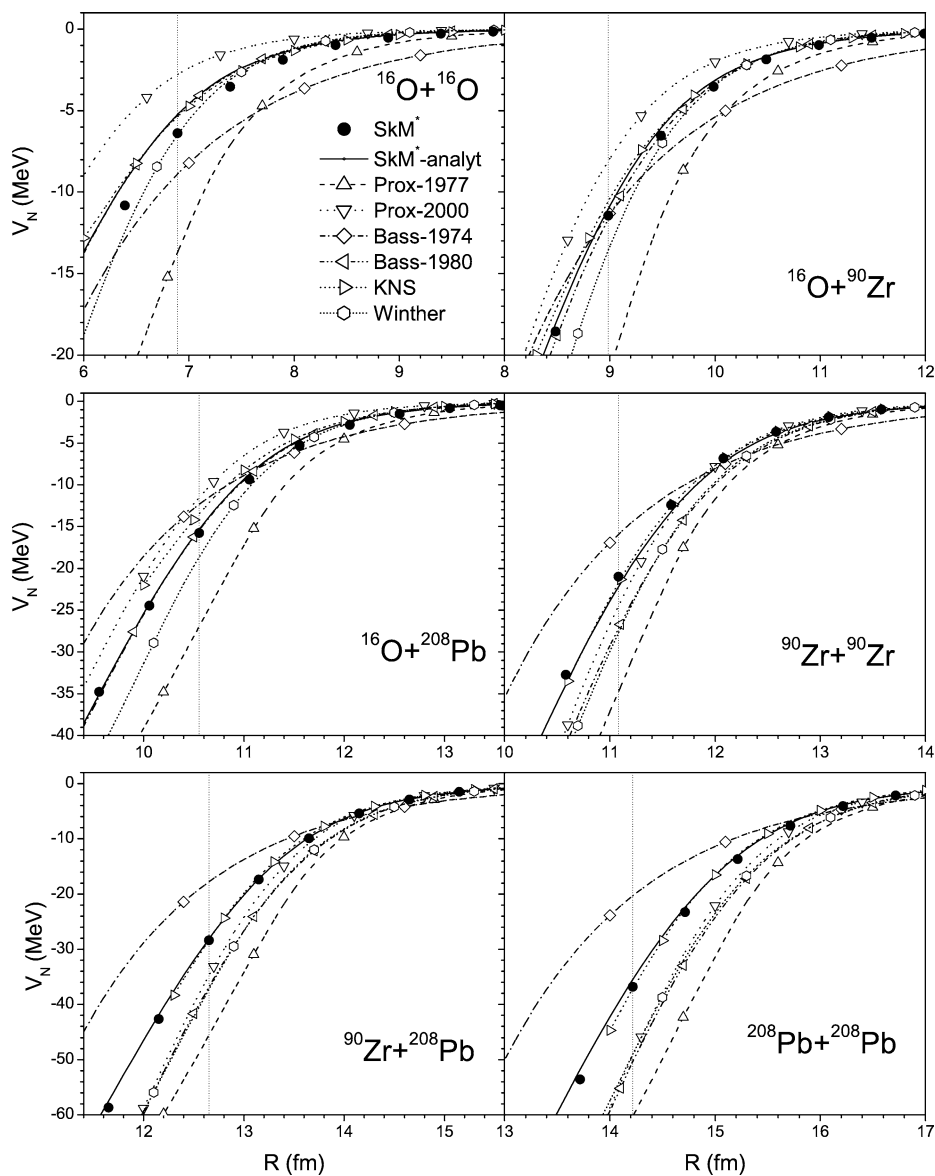 0
-5
-10
-15
-20
V_N (MeV)
6 7 8 9
¹⁶O+¹⁶O
SkM*
SkM*-analyt
Prox-1977
Prox-2000
Bass-1974
Bass-1980
KNS
Winther
8 9 10 11 12
¹⁶O+⁹⁰Zr
0
-5
-10
-15
-20
-25
-30
-35
-40
V_N (MeV)
10 11 12 13
¹⁶O+²⁰⁸Pb
10 11 12 13 14
⁹⁰Zr+⁹⁰Zr
0
-10
-20
-30
-40
-50
-60
V_N (MeV)
12 13 14 15
⁹⁰Zr+²⁰⁸Pb
R (fm)
13 14 15 16 17
²⁰⁸Pb+²⁰⁸Pb
R (fm)